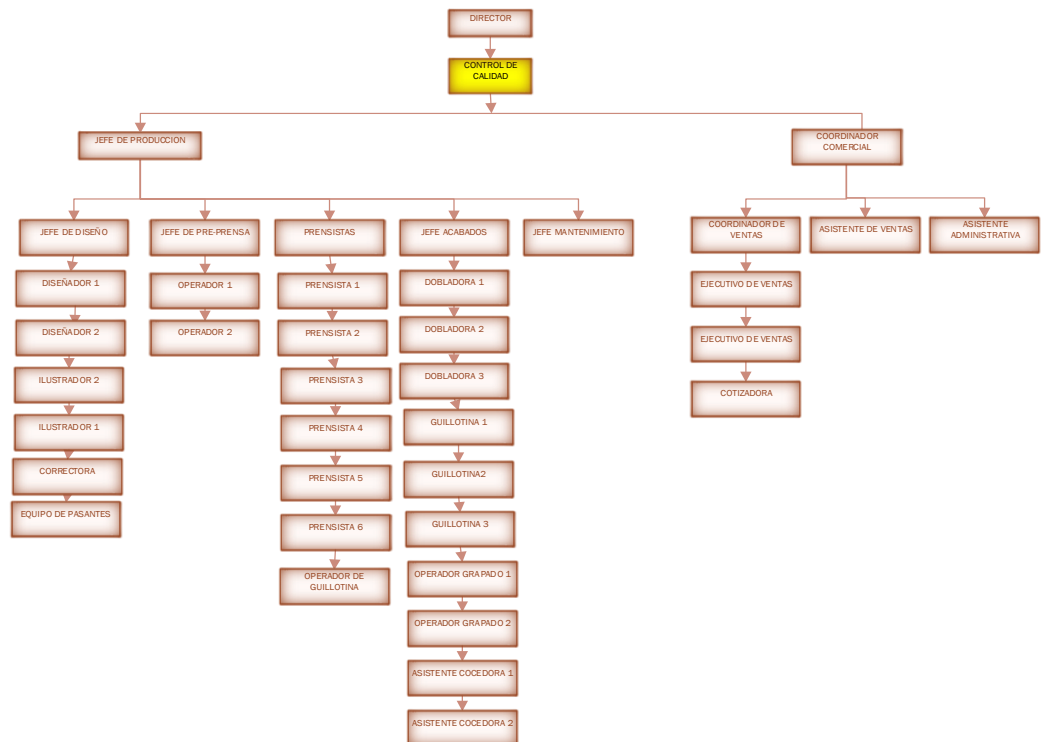 DIRECTOR
CONTROL DE
CALIDAD
JEFE DE PRODUCCION
COORDINADOR
COMERCIAL
JEFE DE DISEÑO
JEFE DE PRE-PRENSA
PRENSISTAS
JEFE ACABADOS
JEFE MANTENIMIENTO
COORDINADOR DE
VENTAS
ASISTENTE DE VENTAS
ASISTENTE
ADMINISTRATIVA
DISEÑADOR 1
DISEÑADOR 2
ILUSTRADOR 2
ILUSTRADOR 1
CORRECTORA
EQUIPO DE PASANTES
OPERADOR 1
OPERADOR 2
PRENSISTA 1
PRENSISTA 2
PRENSISTA 3
PRENSISTA 4
PRENSISTA 5
PRENSISTA 6
OPERADOR DE
GUILLOTINA
DOBLADORA 1
DOBLADORA 2
DOBLADORA 3
GUILLOTINA 1
GUILLOTINA2
GUILLOTINA 3
OPERADOR GRAPADO 1
OPERADOR GRAPADO 2
ASISTENTE COCEDORA 1
ASISTENTE COCEDORA 2
EJECUTIVO DE VENTAS
EJECUTIVO DE VENTAS
COTIZADORA